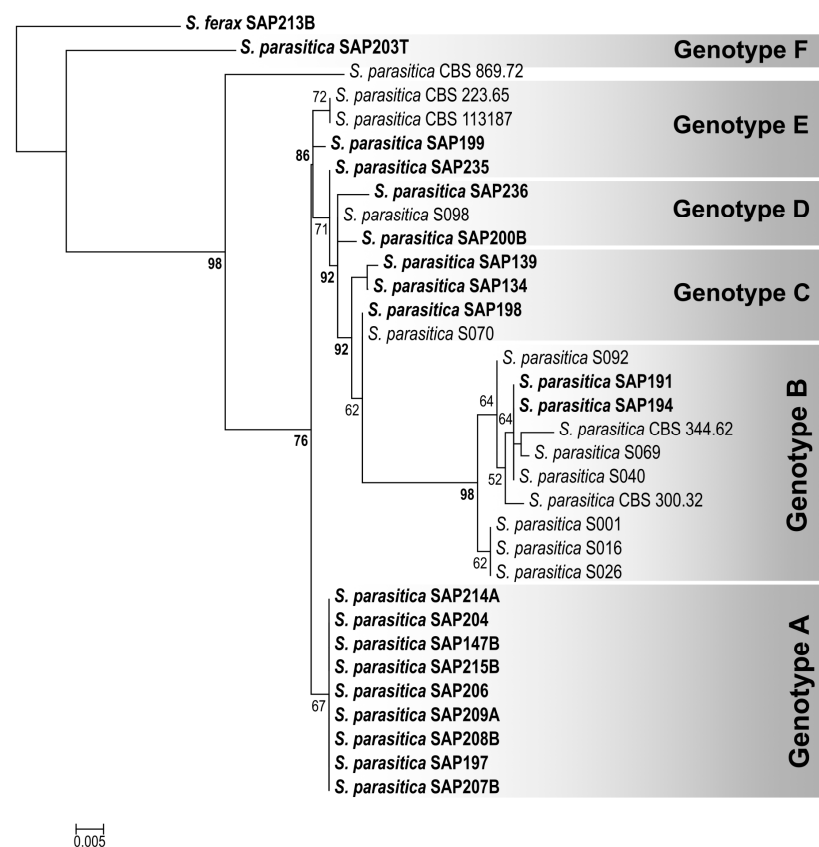 S. ferax SAP213B
S. parasitica SAP203T
Genotype F
S. parasitica CBS 869.72
72
S. parasitica CBS 223.65
S. parasitica CBS 113187
Genotype E
86
S. parasitica SAP199
S. parasitica SAP235
S. parasitica SAP236
71
S. parasitica S098
Genotype D
S. parasitica SAP200B
98
92
S. parasitica SAP139
S. parasitica SAP134
Genotype C
S. parasitica SAP198
S. parasitica S070
92
S. parasitica S092
S. parasitica SAP191
64
S. parasitica SAP194
62
64
S. parasitica CBS 344.62
Genotype B
76
S. parasitica S069
52
S. parasitica S040
98
S. parasitica CBS 300.32
S. parasitica S001
S. parasitica S016
62
S. parasitica S026
S. parasitica SAP214A
S. parasitica SAP204
S. parasitica SAP147B
S. parasitica SAP215B
S. parasitica SAP206
Genotype A
67
S. parasitica SAP209A
S. parasitica SAP208B
S. parasitica SAP197
S. parasitica SAP207B
0.005